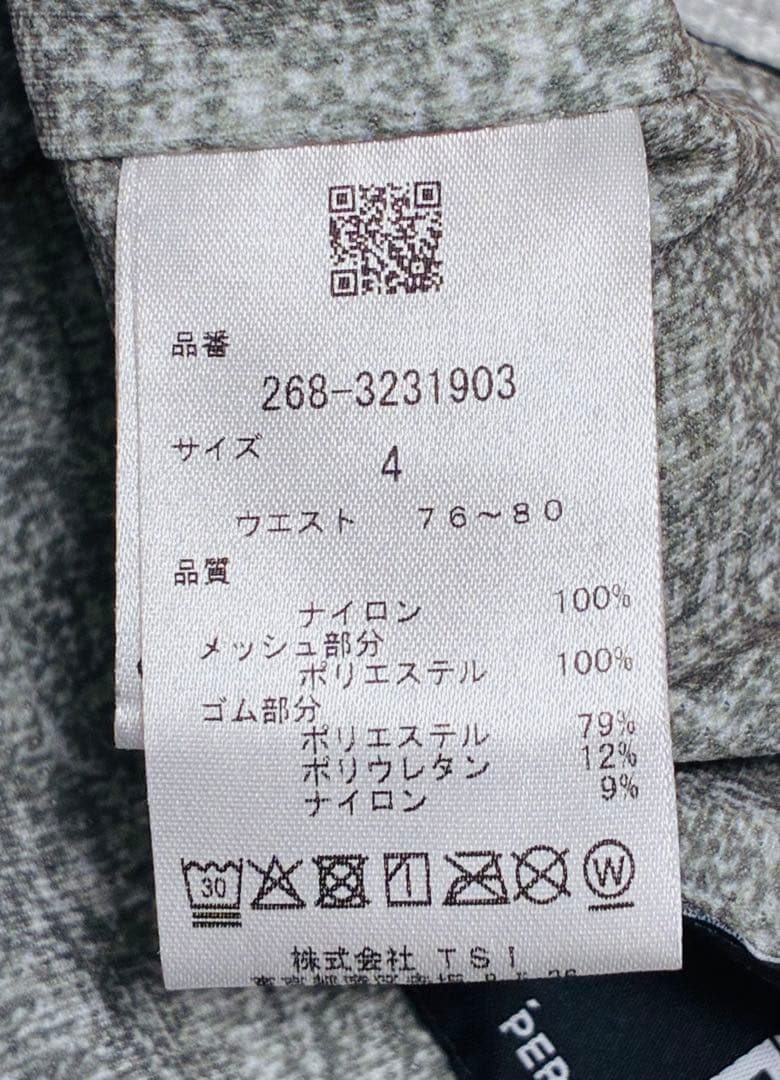 品番
268-3231903
サイズ
4
ウエスト 76～80
品質
ナイロン 100%
メッシュ部分
ポリエステル 100%
ゴム部分
ポリエステル 79%
ポリウレタン 12%
ナイロン 9%
30
W
株式会社 TSI
'PER